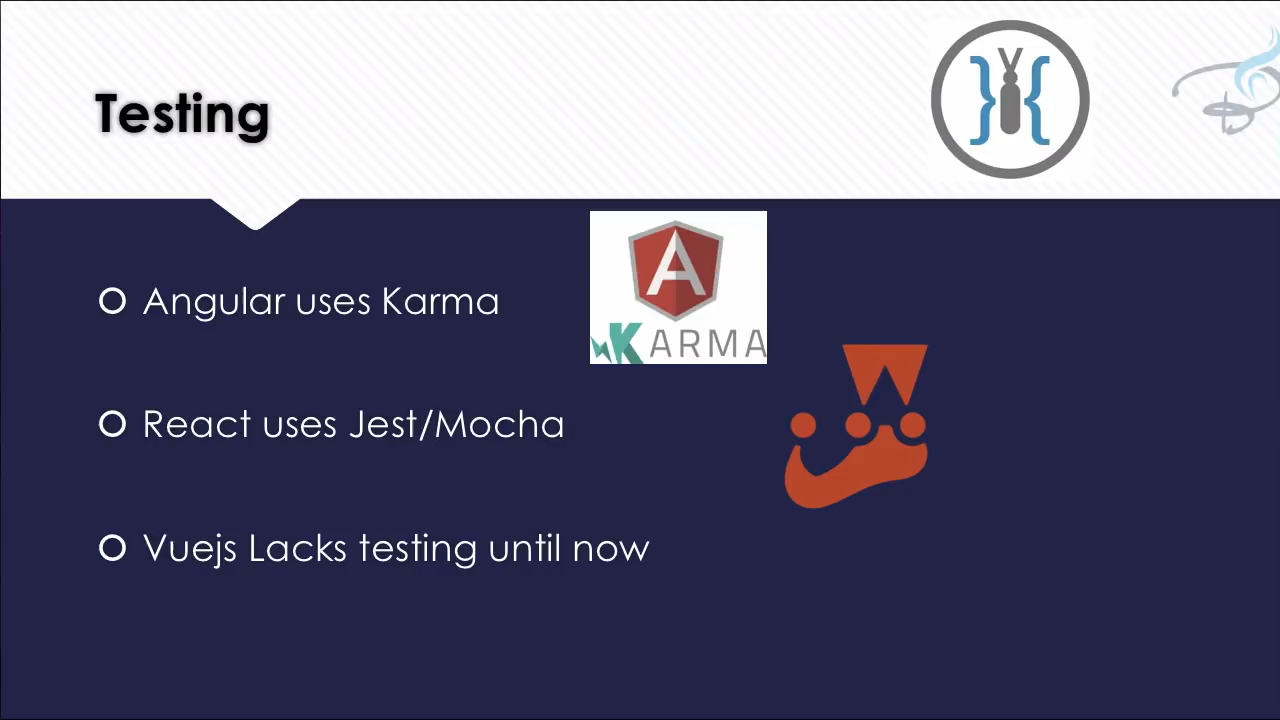 Testing
Angular uses Karma
A
KARMA
React uses Jest/Mocha
Vuejs Lacks testing until now